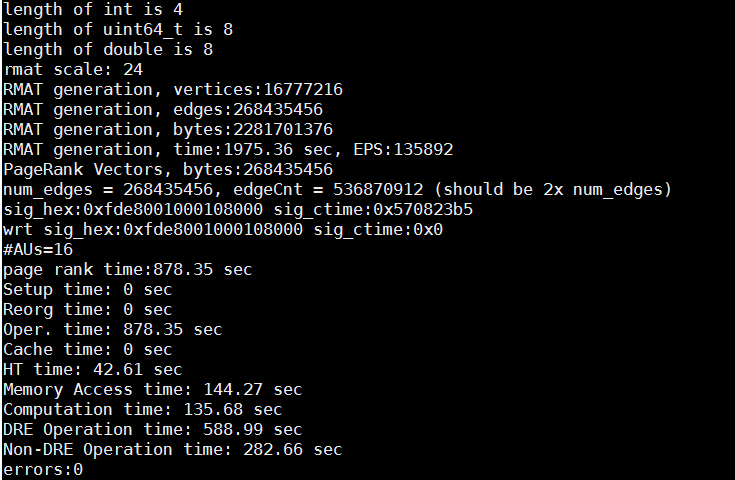 length of int is 4
length of uint64_t is 8
length of double is 8
rmat scale: 24
RMAT generation, vertices:16777216
RMAT generation, edges:268435456
RMAT generation, bytes:2281701376
RMAT generation, time:1975.36 sec, EPS:135892
PageRank Vectors, bytes:268435456
num_edges = 268435456, edgeCnt = 536870912 (should be 2x num_edges)
sig_hex:0xfde8001000108000 sig_ctime:0x570823b5
wrt sig_hex:0xfde8001000108000 sig_ctime:0x0
#AUs=16
page rank time:878.35 sec
Setup time: 0 sec
Reorg time: 0 sec
Oper. time: 878.35 sec
Cache time: 0 sec
HT time: 42.61 sec
Memory Access time: 144.27 sec
Computation time: 135.68 sec
DRE Operation time: 588.99 sec
Non-DRE Operation time: 282.66 sec
errors:0